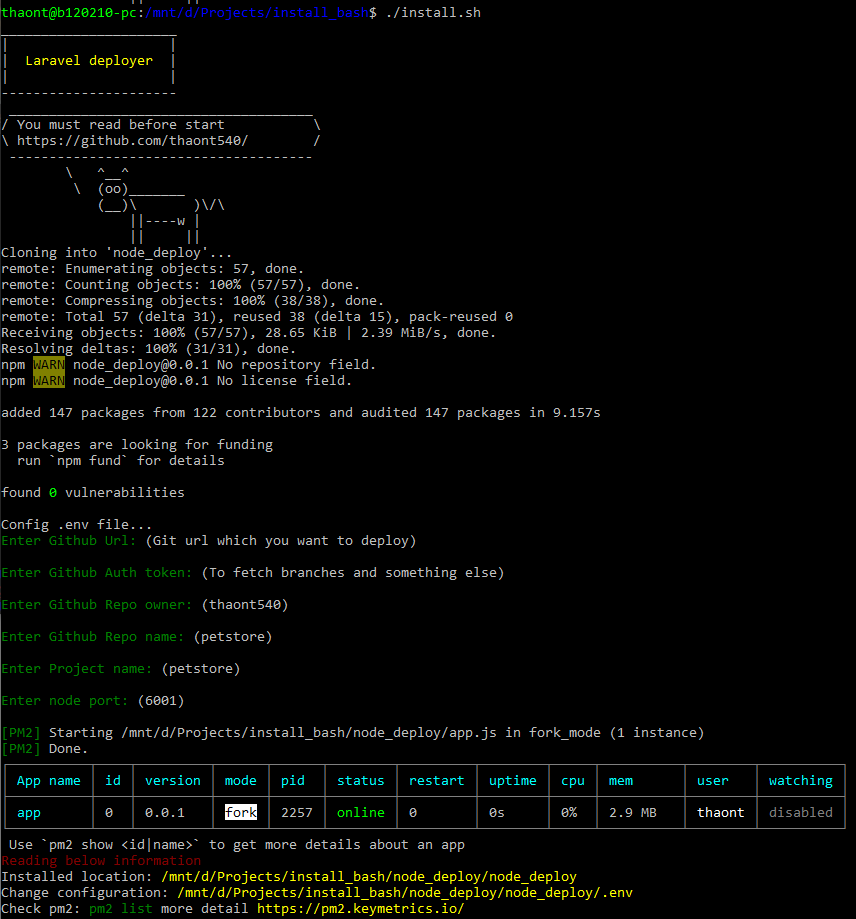 thaont@b120210-pc:/mnt/d/Projects/install_bash$ ./install.sh
______________________
|                    |
|  Laravel deployer  |
|                    |
----------------------
 ______________________________________
/ You must read before start           \
\ https://github.com/thaont540/        /
 --------------------------------------
        \   ^__^
         \  (oo)_______
            (__)\       )\/\
                ||----w |
                ||     ||
Cloning into 'node_deploy'...
remote: Enumerating objects: 57, done.
remote: Counting objects: 100% (57/57), done.
remote: Compressing objects: 100% (38/38), done.
remote: Total 57 (delta 31), reused 38 (delta 15), pack-reused 0
Receiving objects: 100% (57/57), 28.65 KiB | 2.39 MiB/s, done.
Resolving deltas: 100% (31/31), done.
npm WARN node_deploy@0.0.1 No repository field.
npm WARN node_deploy@0.0.1 No license field.
added 147 packages from 122 contributors and audited 147 packages in 9.157s
3 packages are looking for funding
  run `npm fund` for details
found 0 vulnerabilities
Config .env file...
Enter Github Url: (Git url which you want to deploy)
Enter Github Auth token: (To fetch branches and something else)
Enter Github Repo owner: (thaont540)
Enter Github Repo name: (petstore)
Enter Project name: (petstore)
Enter node port: (6001)
[PM2] Starting /mnt/d/Projects/install_bash/node_deploy/app.js in fork_mode (1 instance)
[PM2] Done.
App name │ id │ version │ mode │ pid │ status │ restart │ uptime │ cpu │ mem │ user │ watching
app │ 0 │ 0.0.1 │ fork │ 2257 │ online │ 0 │ 0s │ 0% │ 2.9 MB │ thaont │ disabled
Use `pm2 show <id|name>` to get more details about an app
Reading below information
Installed location: /mnt/d/Projects/install_bash/node_deploy/node_deploy
Change configuration: /mnt/d/Projects/install_bash/node_deploy/node_deploy/.env
Check pm2: pm2 list more detail https://pm2.keymetrics.io/